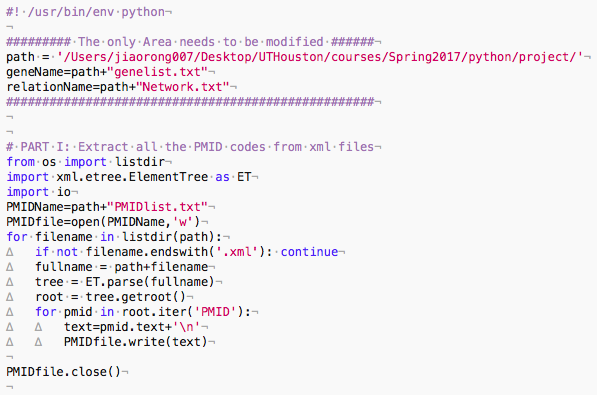 #!·/usr/bin/env·python¬
¬
#########·The·only·Area·needs·to·be·modified·######¬
path·=·'/Users/jiaorong007/Desktop/UTHouston/courses/Spring2017/python/project/'¬
geneName=path+"genelist.txt"¬
relationName=path+"Network.txt"¬
###################################################¬
¬
¬
#·PART·I:·Extract·all·the·PMID·codes·from·xml·files¬
from·os·import·listdir¬
import·xml.etree.ElementTree·as·ET¬
import·io¬
PMIDName=path+"PMIDlist.txt"¬
PMIDfile=open(PMIDName,'w')¬
for·filename·in·listdir(path):¬
∆   if·not·filename.endswith('.xml'):·continue¬
∆   fullname·=·path+filename¬
∆   tree·=·ET.parse(fullname)¬
∆   root·=·tree.getroot()¬
∆   for·pmid·in·root.iter('PMID'):¬
∆   ∆   text=pmid.text+'\n'¬
∆   ∆   PMIDfile.write(text)¬
¬
PMIDfile.close()¬
¬